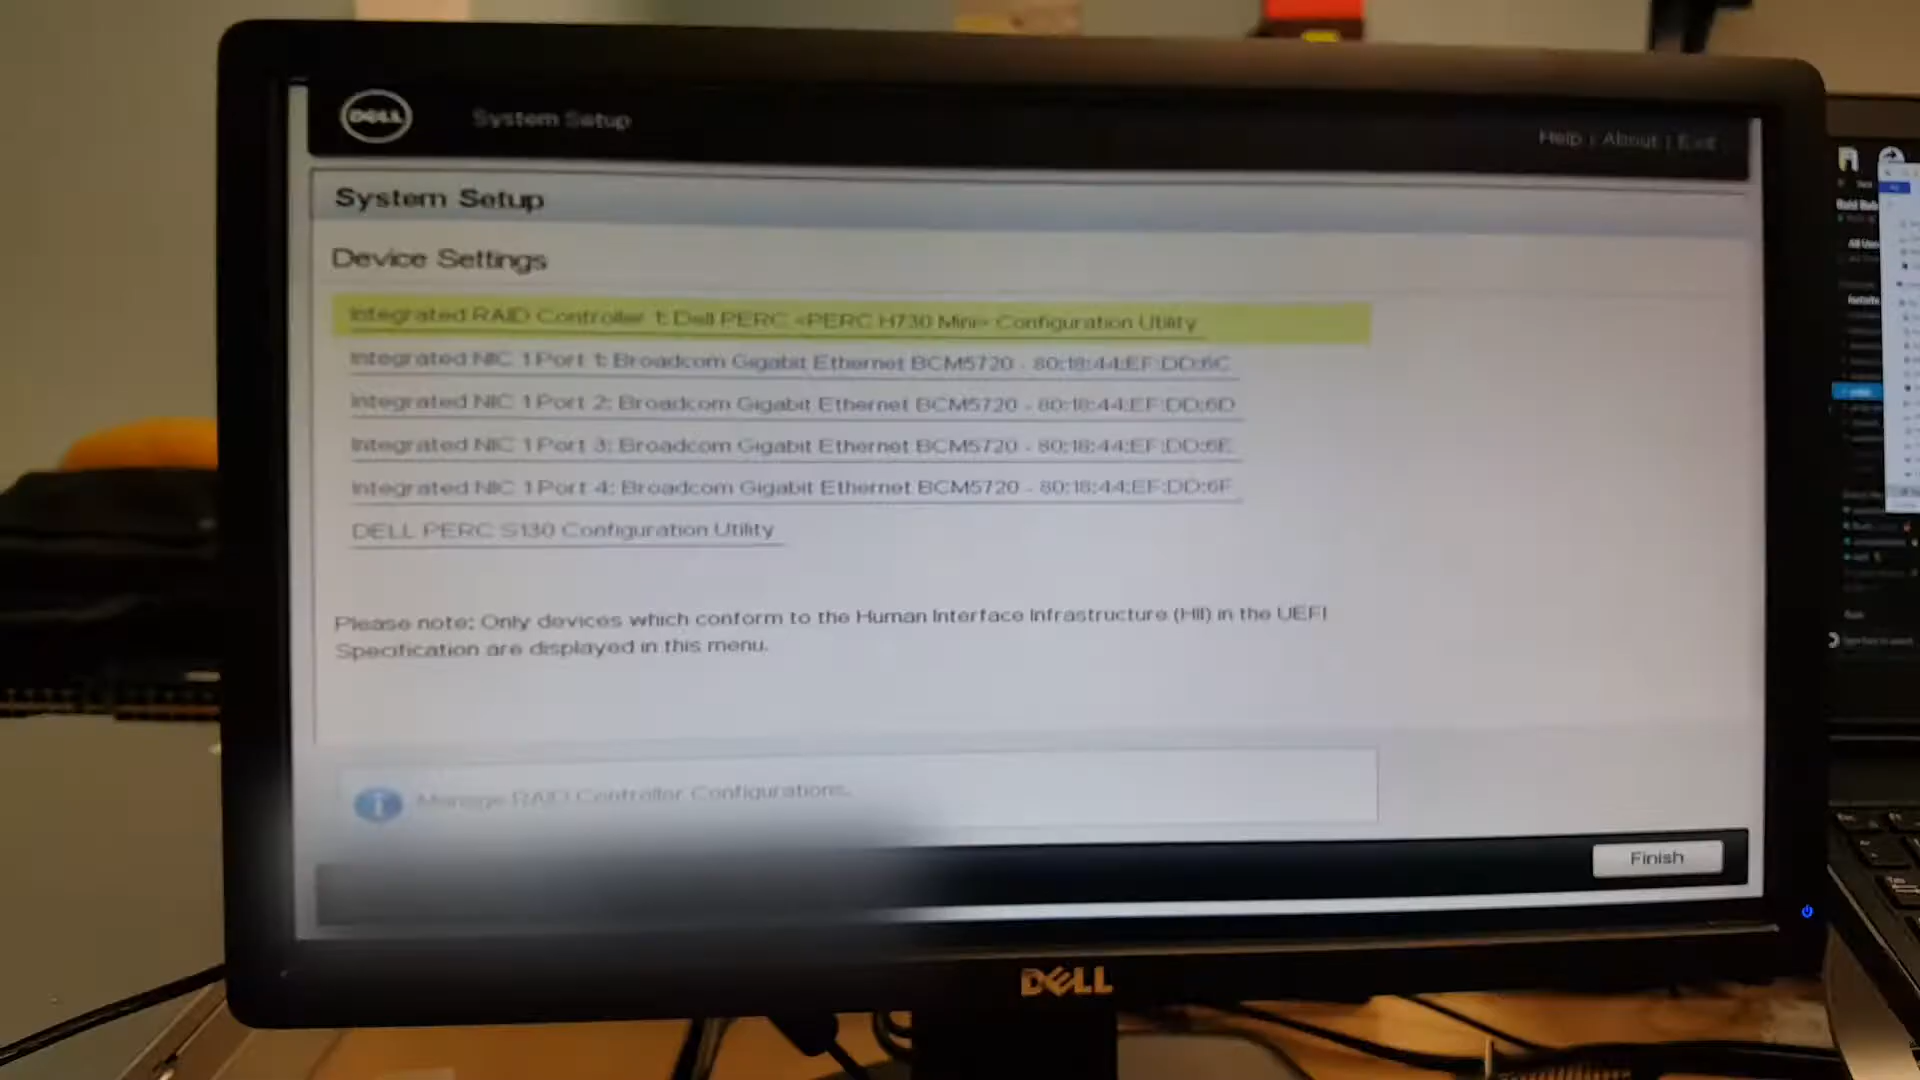 DELL
System Setup
Help | About | Exit
System Setup
Device Settings
Integrated RAID Controller 1: Dell PERC <PERC H730 Mini> Configuration Utility
Integrated NIC 1 Port 1: Broadcom Gigabit Ethernet BCM5720 - 80:18:44:EF:DD:6C
Integrated NIC 1 Port 2: Broadcom Gigabit Ethernet BCM5720 - 80:18:44:EF:DD:6D
Integrated NIC 1 Port 3: Broadcom Gigabit Ethernet BCM5720 - 80:18:44:EF:DD:6E
Integrated NIC 1 Port 4: Broadcom Gigabit Ethernet BCM5720 - 80:18:44:EF:DD:6F
DELL PERC S130 Configuration Utility
Please note: Only devices which conform to the Human Interface Infrastructure (HII) in the UEFI
Specification are displayed in this menu.
Manage RAID Controller Configurations.
Finish
DELL